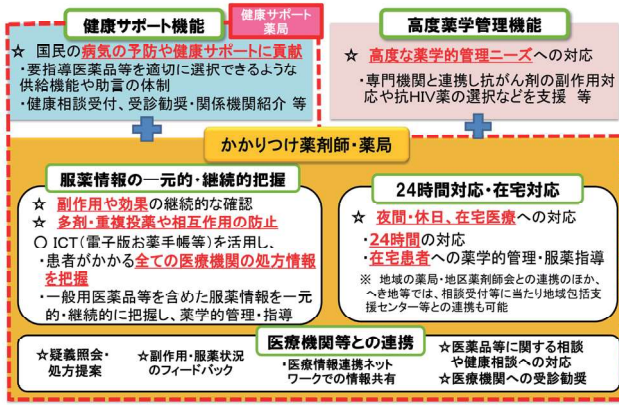 健康サポート機能
健康サポート
薬局
☆ 国民の病気の予防や健康サポートに貢献
・要指導医薬品等を適切に選択できるような
供給機能や助言の体制
・健康相談受付、受診勧奨・関係機関紹介 等
高度薬学管理機能
☆ 高度な薬学的管理ニーズへの対応
・専門機関と連携し抗がん剤の副作用対
応や抗HIV薬の選択などを支援 等
かかりつけ薬剤師・薬局
服薬情報の一元的・継続的把握
☆ 副作用や効果の継続的な確認
☆ 多剤・重複投薬や相互作用の防止
○ ICT(電子版お薬手帳等)を活用し、
・患者がかかる全ての医療機関の処方情報
を把握
・一般用医薬品等を含めた服薬情報を一元
的・継続的に把握し、薬学的管理・指導
24時間対応・在宅対応
☆ 夜間・休日、在宅医療への対応
・24時間の対応
・在宅患者への薬学的管理・服薬指導
※ 地域の薬局・地区薬剤師会との連携のほか、
へき地等では、相談受付等に当たり地域包括支
援センター等との連携も可能
医療機関等との連携
☆疑義照会・
処方提案
☆副作用・服薬状況
のフィードバック
・医療情報連携ネット
ワークでの情報共有
☆医薬品等に関する相談
や健康相談への対応
☆医療機関への受診勧奨